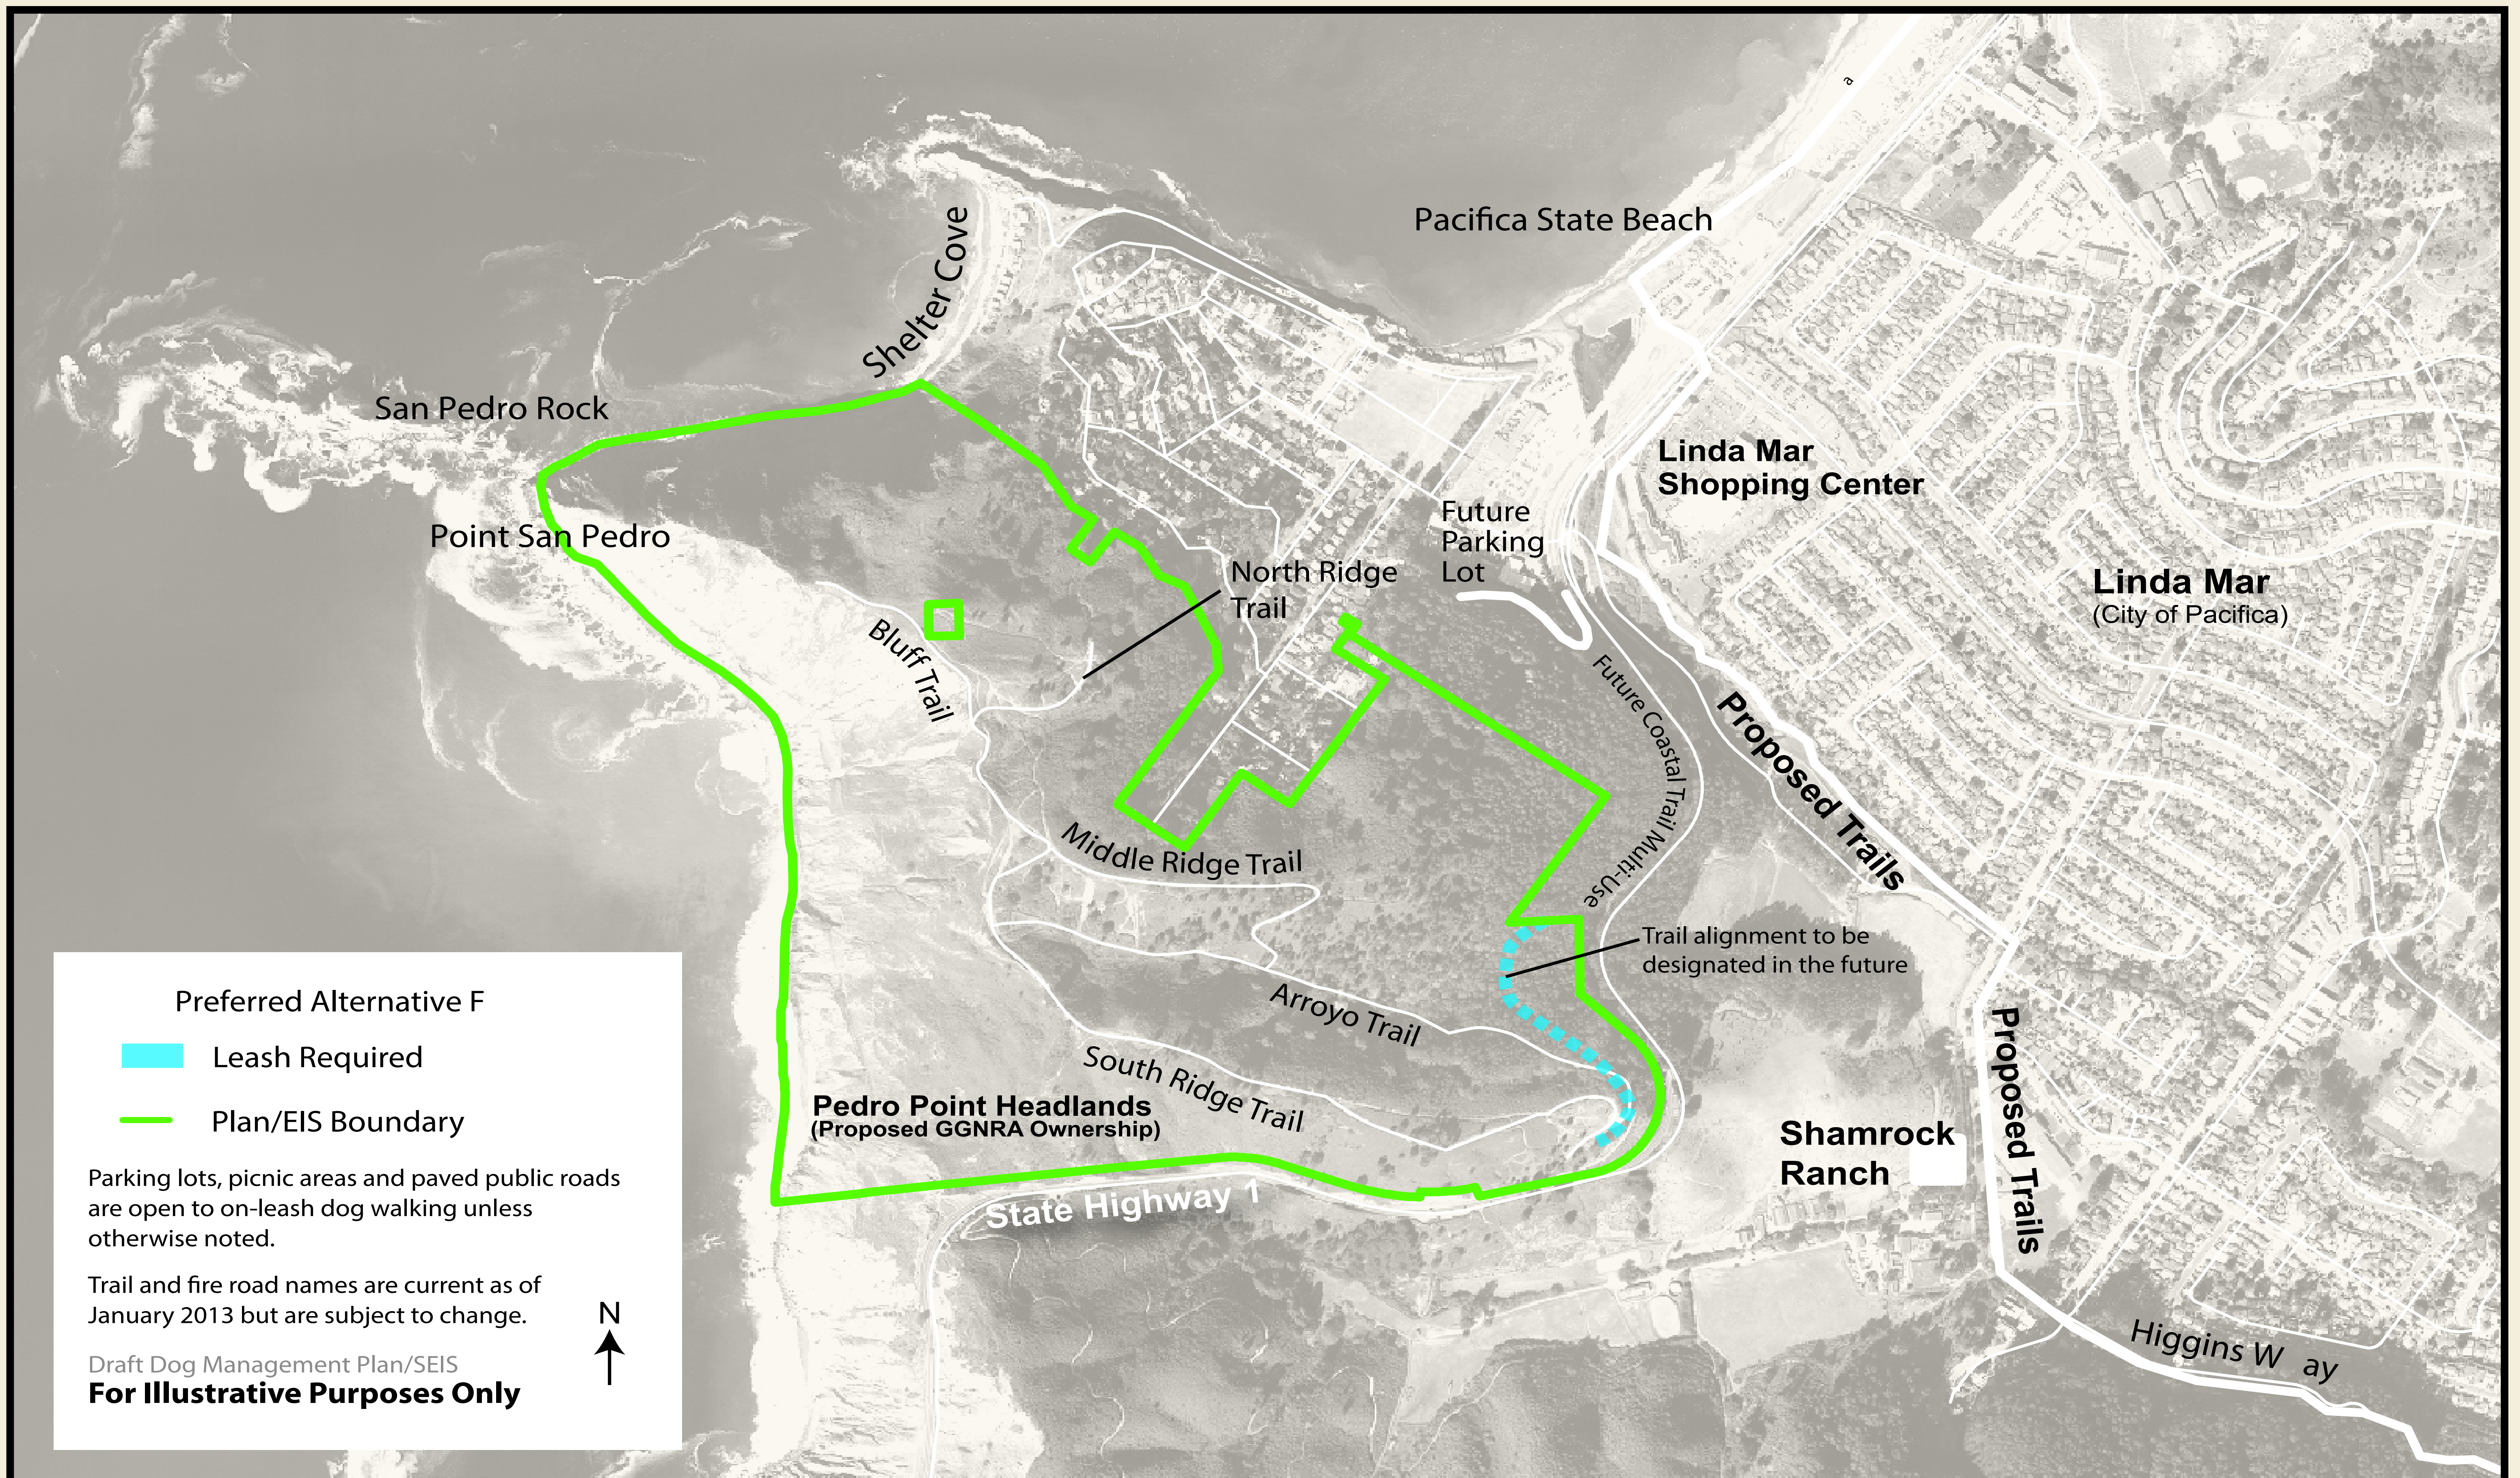 a
Pacifica State Beach
Shelter Cove
San Pedro Rock
Point San Pedro
Linda Mar
Shopping Center
Future
Parking
Lot
North Ridge
Trail
Linda Mar
(City of Pacifica)
Bluff Trail
Future Coastal Trail Multi-Use
Proposed Trails
Middle Ridge Trail
Trail alignment to be
designated in the future
Arroyo Trail
South Ridge Trail
Pedro Point Headlands
(Proposed GGNRA Ownership)
State Highway 1
Shamrock
Ranch
Proposed Trails
Higgins W ay
Preferred Alternative F
Leash Required
Plan/EIS Boundary
Parking lots, picnic areas and paved public roads
are open to on-leash dog walking unless
otherwise noted.
Trail and fire road names are current as of
January 2013 but are subject to change.
N
Draft Dog Management Plan/SEIS
For Illustrative Purposes Only